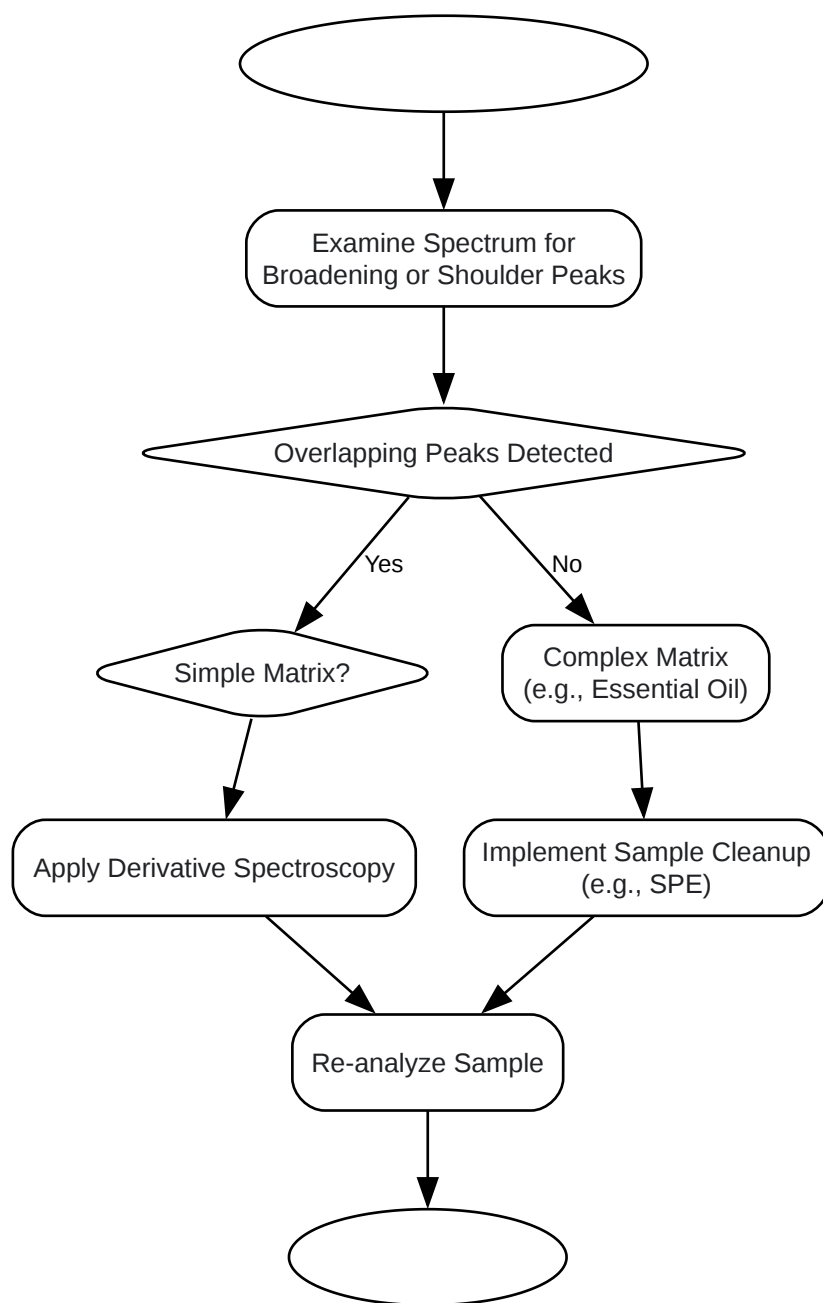 Examine Spectrum for
Broadening or Shoulder Peaks
Overlapping Peaks Detected
Yes
No
Simple Matrix?
Complex Matrix
(e.g., Essential Oil)
Apply Derivative Spectroscopy
Implement Sample Cleanup
(e.g., SPE)
Re-analyze Sample